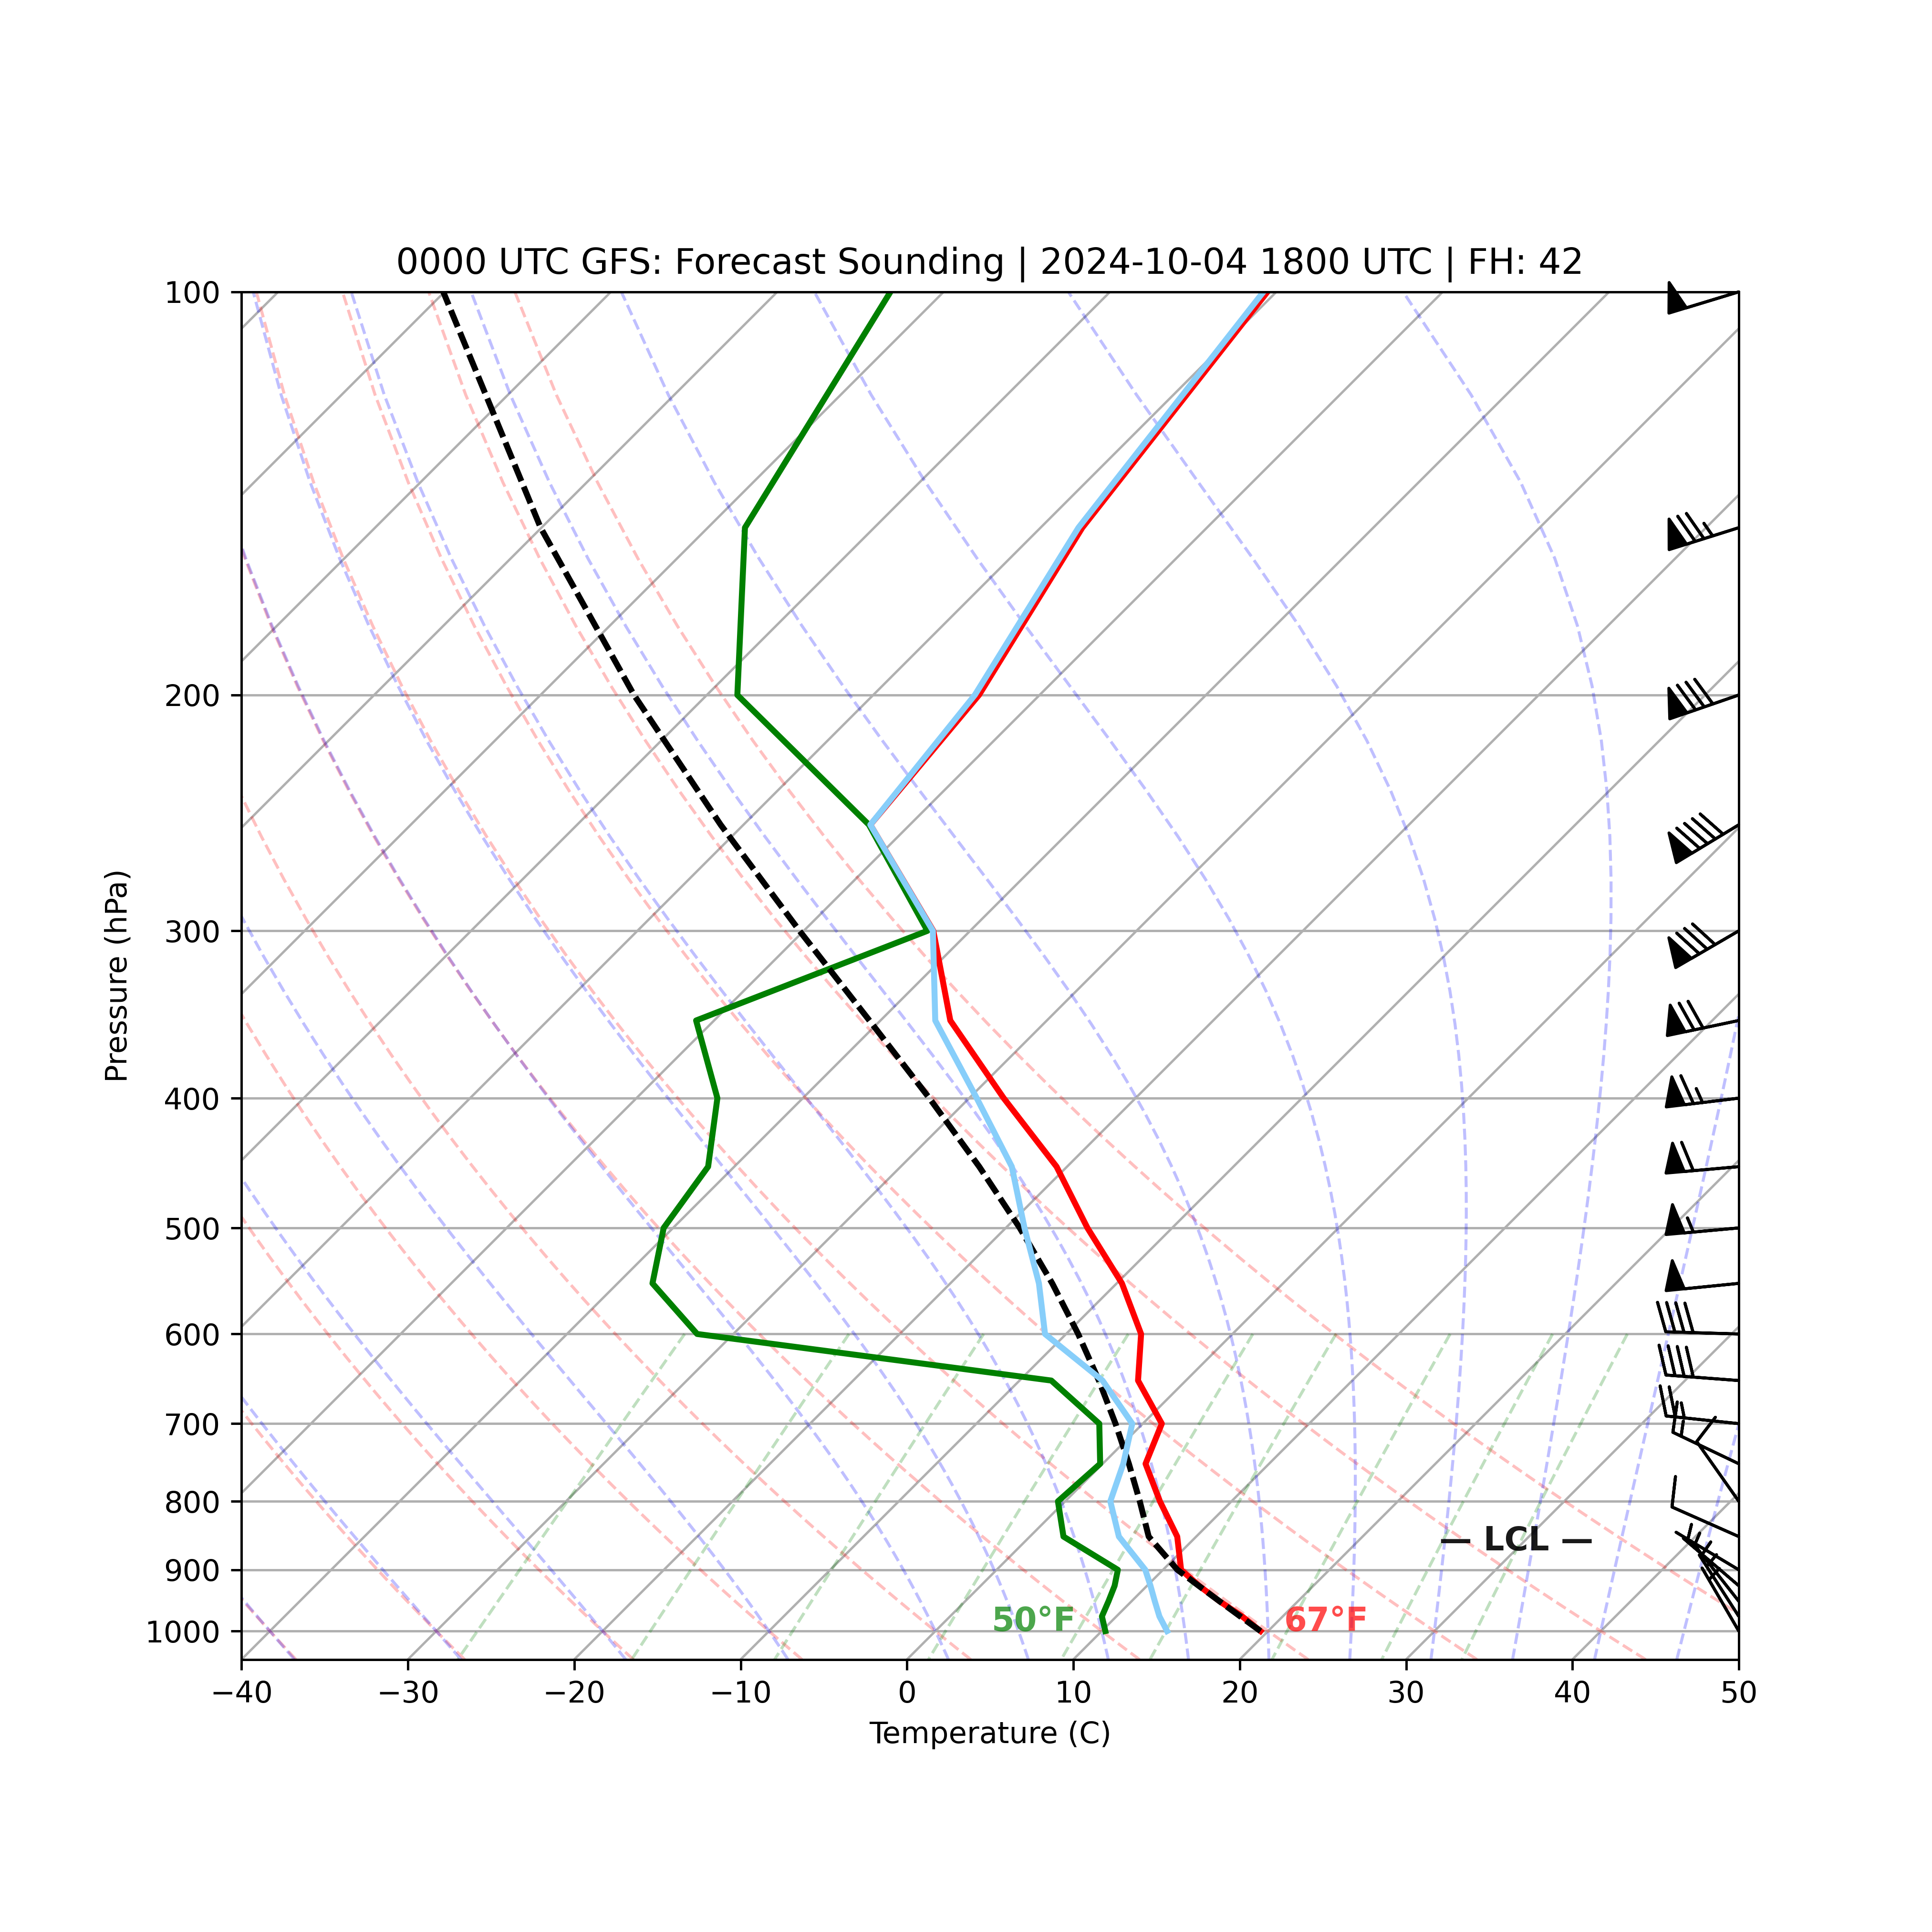 0000 UTC GFS: Forecast Sounding | 2024-10-04 1800 UTC | FH: 42
100
200
300
400
500
600
700
800
900
1000
Pressure (hPa)
— LCL —
50°F
67°F
−40 −30 −20 −10 0 10 20 30 40 50
Temperature (C)